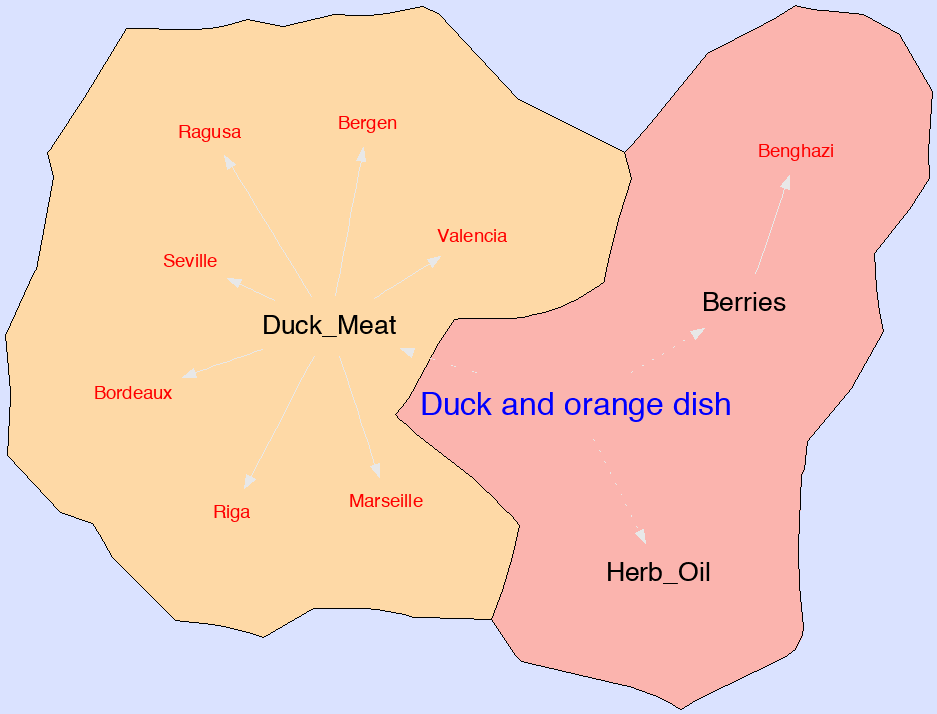 Bergen
Ragusa
Benghazi
Valencia
Seville
Berries
Duck_Meat
Bordeaux
Duck and orange dish
Marseille
Riga
Herb_Oil